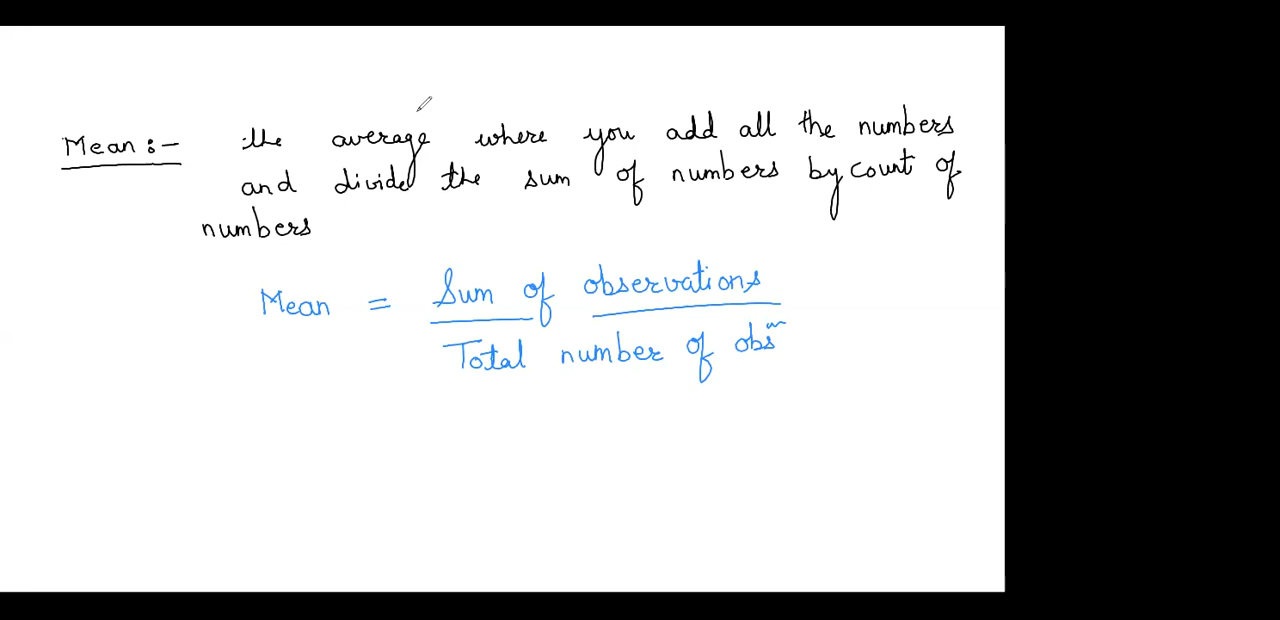 Mean :- the average where you add all the numbers
and divide the sum of numbers by count of
numbers
Mean = Sum of observations
Total number of obsⁿ